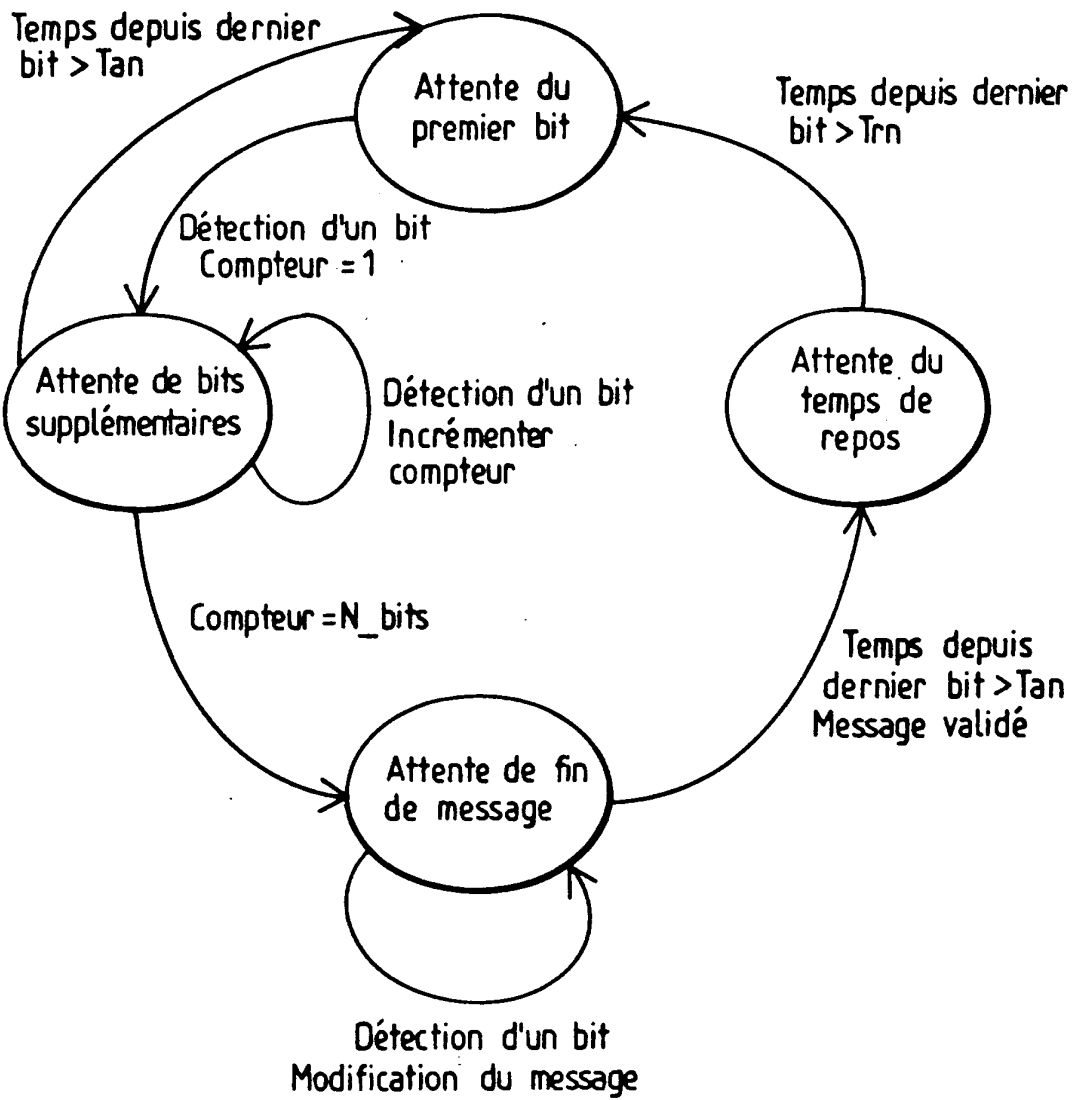 Temps depuis dernier
bit > Tan
Attente du
premier bit
Temps depuis dernier
bit > Trn
Détection d'un bit
Compteur = 1
Attente de bits
supplémentaires
Détection d'un bit
Incrémenter
compteur
Attente du
temps de
repos
Compteur = N_bits
Temps depuis
dernier bit > Tan
Message validé
Attente de fin
de message
Détection d'un bit
Modification du message